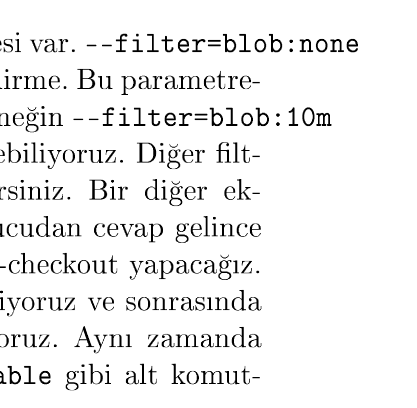 si var. --filter=blob:none
irme. Bu parametre-
neğin --filter=blob:10m
ebiliyoruz. Diğer filt-
rsiniz. Bir diğer ek-
ucudan cevap gelince
-checkout yapacağız.
iyoruz ve sonrasında
oruz. Aynı zamanda
able gibi alt komut-